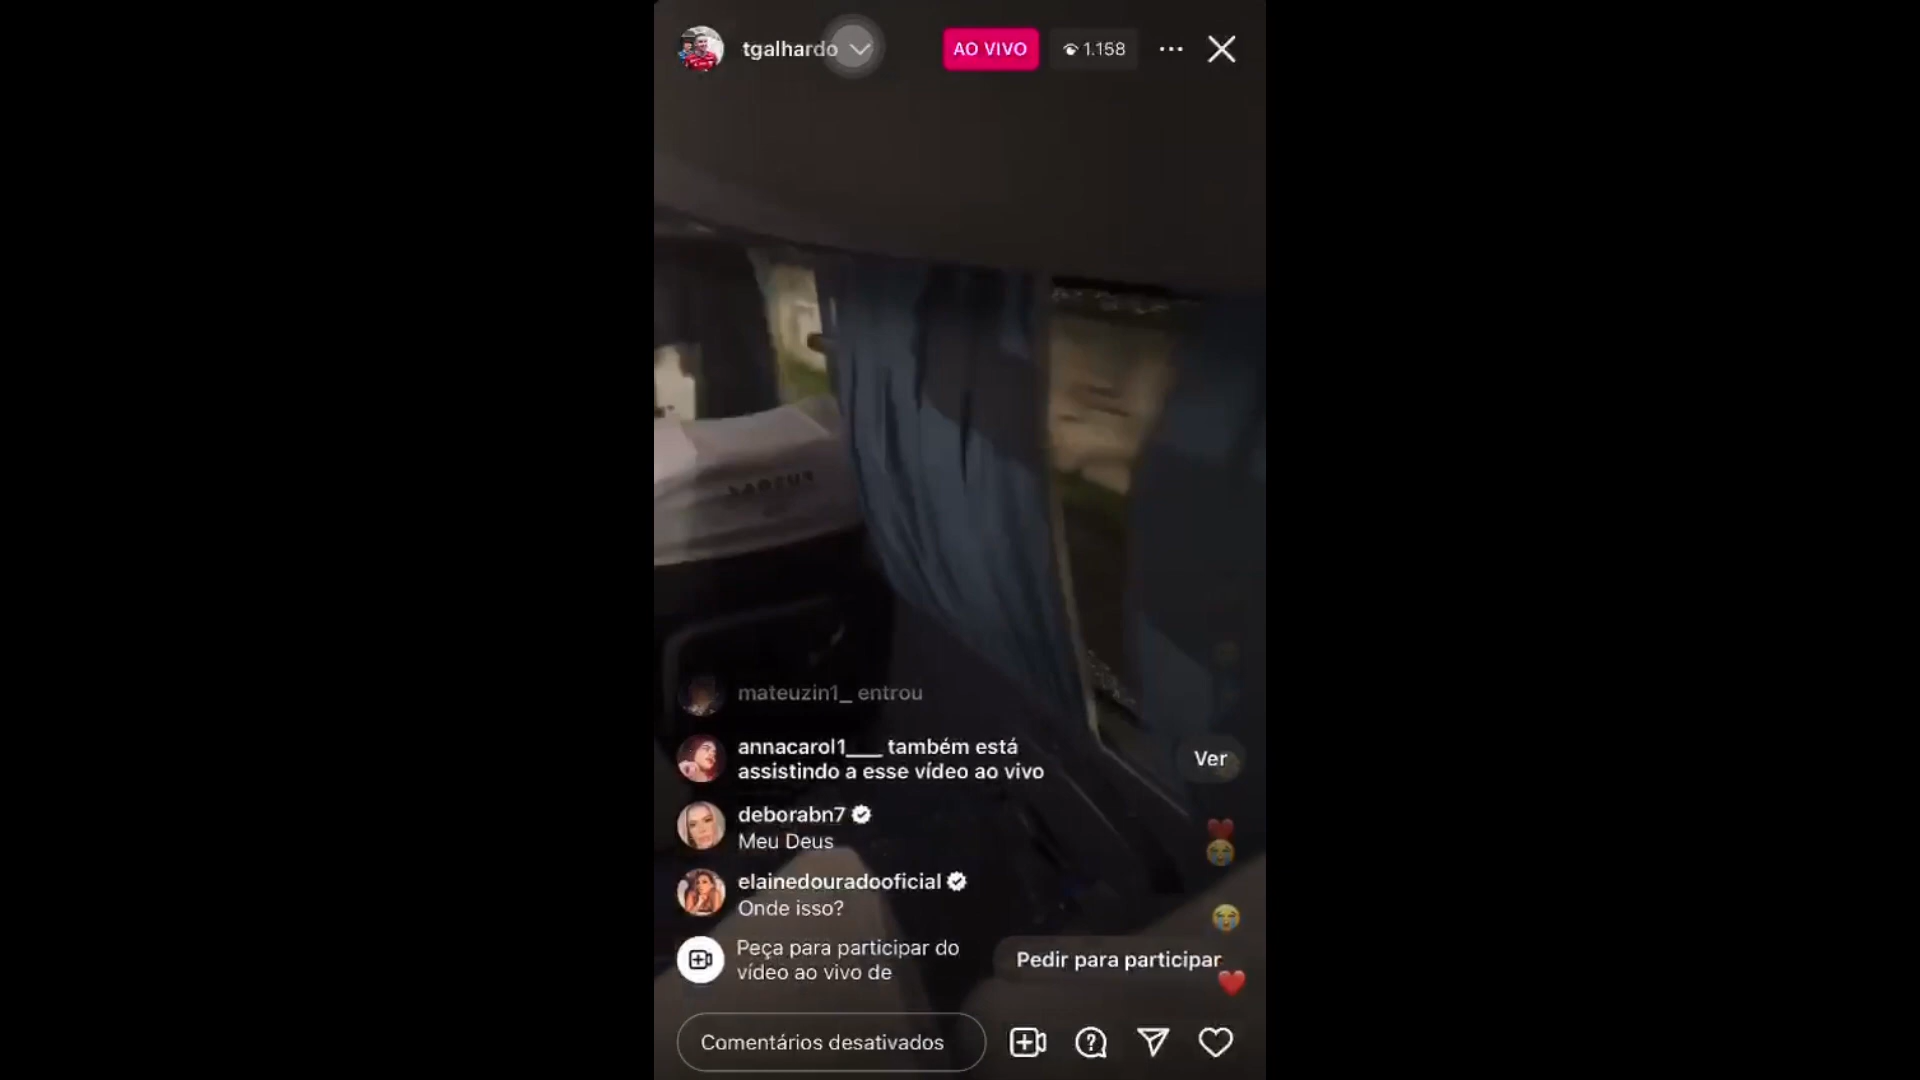 tgalhardo
AO VIVO
1.158
mateuzin1_ entrou
annacarol1___ também está
assistindo a esse vídeo ao vivo
Ver
deborabn7
Meu Deus
elainedouradooficial
Onde isso?
Peça para participar do
vídeo ao vivo de
Pedir para participar
Comentários desativados